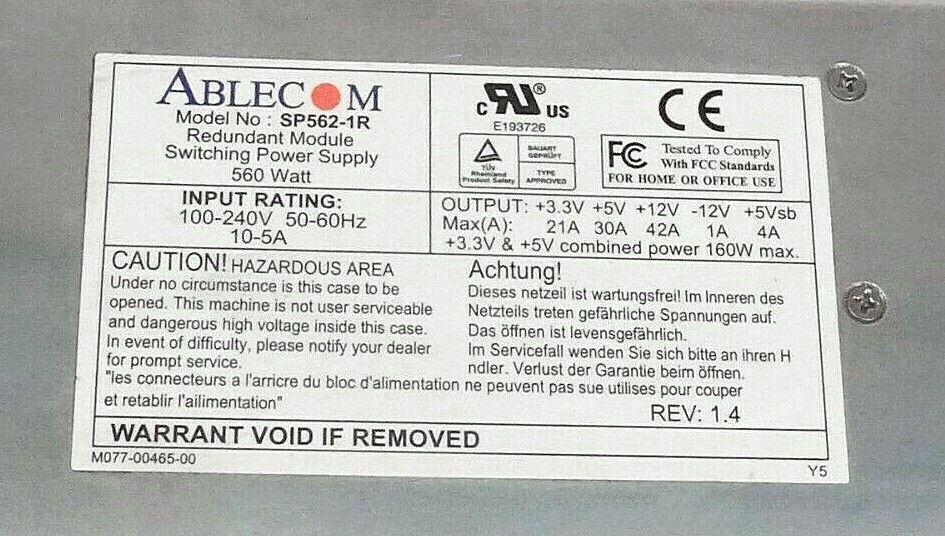 ABLECOM
Model No : SP562-1R
Redundant Module
Switching Power Supply
560 Watt
c RU® US
E193726
CE
TÜV
Rheinland
Product Safety
BAUART
GEPRÜFT
TYPE
APPROVED
FC Tested To Comply
With FCC Standards
FOR HOME OR OFFICE USE
INPUT RATING:
100-240V 50-60Hz
10-5A
OUTPUT: +3.3V +5V +12V -12V +5Vsb
Max(A): 21A 30A 42A 1A 4A
+3.3V & +5V combined power 160W max.
CAUTION! HAZARDOUS AREA
Under no circumstance is this case to be
opened. This machine is not user serviceable
and dangerous high voltage inside this case.
In event of difficulty, please notify your dealer
for prompt service.
Achtung!
Dieses netzeil ist wartungsfrei! Im Inneren des
Netzteils treten gefährliche Spannungen auf.
Das öffnen ist levensgefährlich.
Im Servicefall wenden Sie sich bitte an ihren H
ndler. Verlust der Garantie beim öffnen.
"les connecteurs a l'arricre du bloc d'alimentation ne peuvent pas sue utilises pour couper
et retablir l'ailimentation"
REV: 1.4
WARRANT VOID IF REMOVED
M077-00465-00
Y5